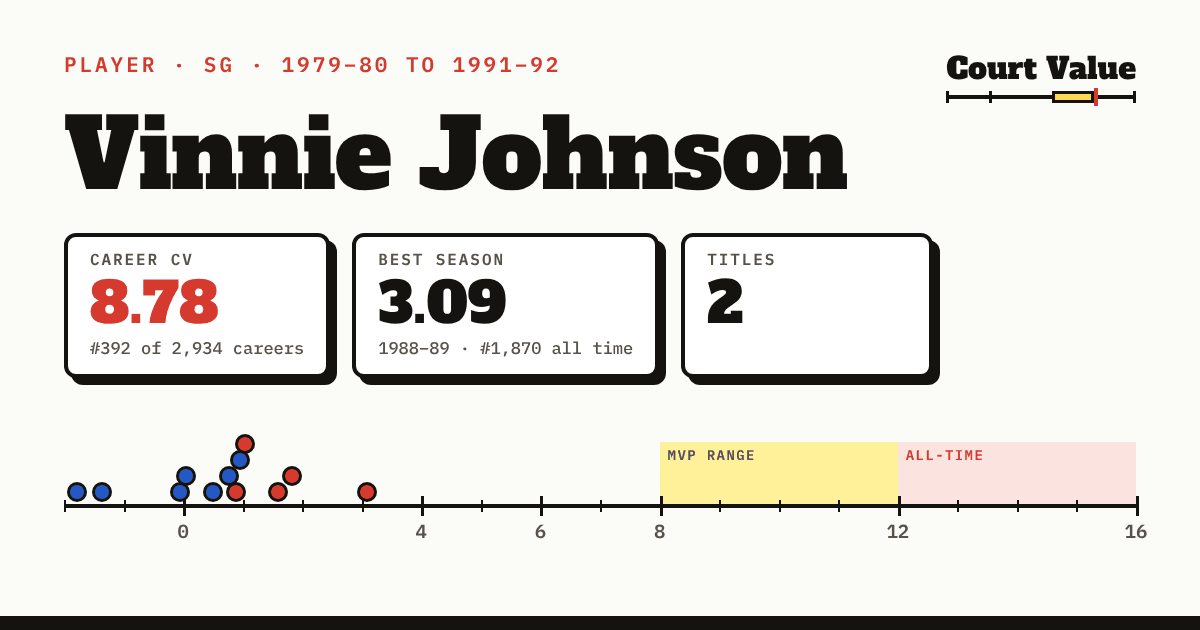 PLAYER · SG · 1979–80 TO 1991–92
Court Value
Vinnie Johnson
CAREER CV
8.78
#392 of 2,934 careers
BEST SEASON
3.09
1988–89 · #1,870 all time
TITLES
2
MVP RANGE
ALL-TIME
0 4 6 8 12 16